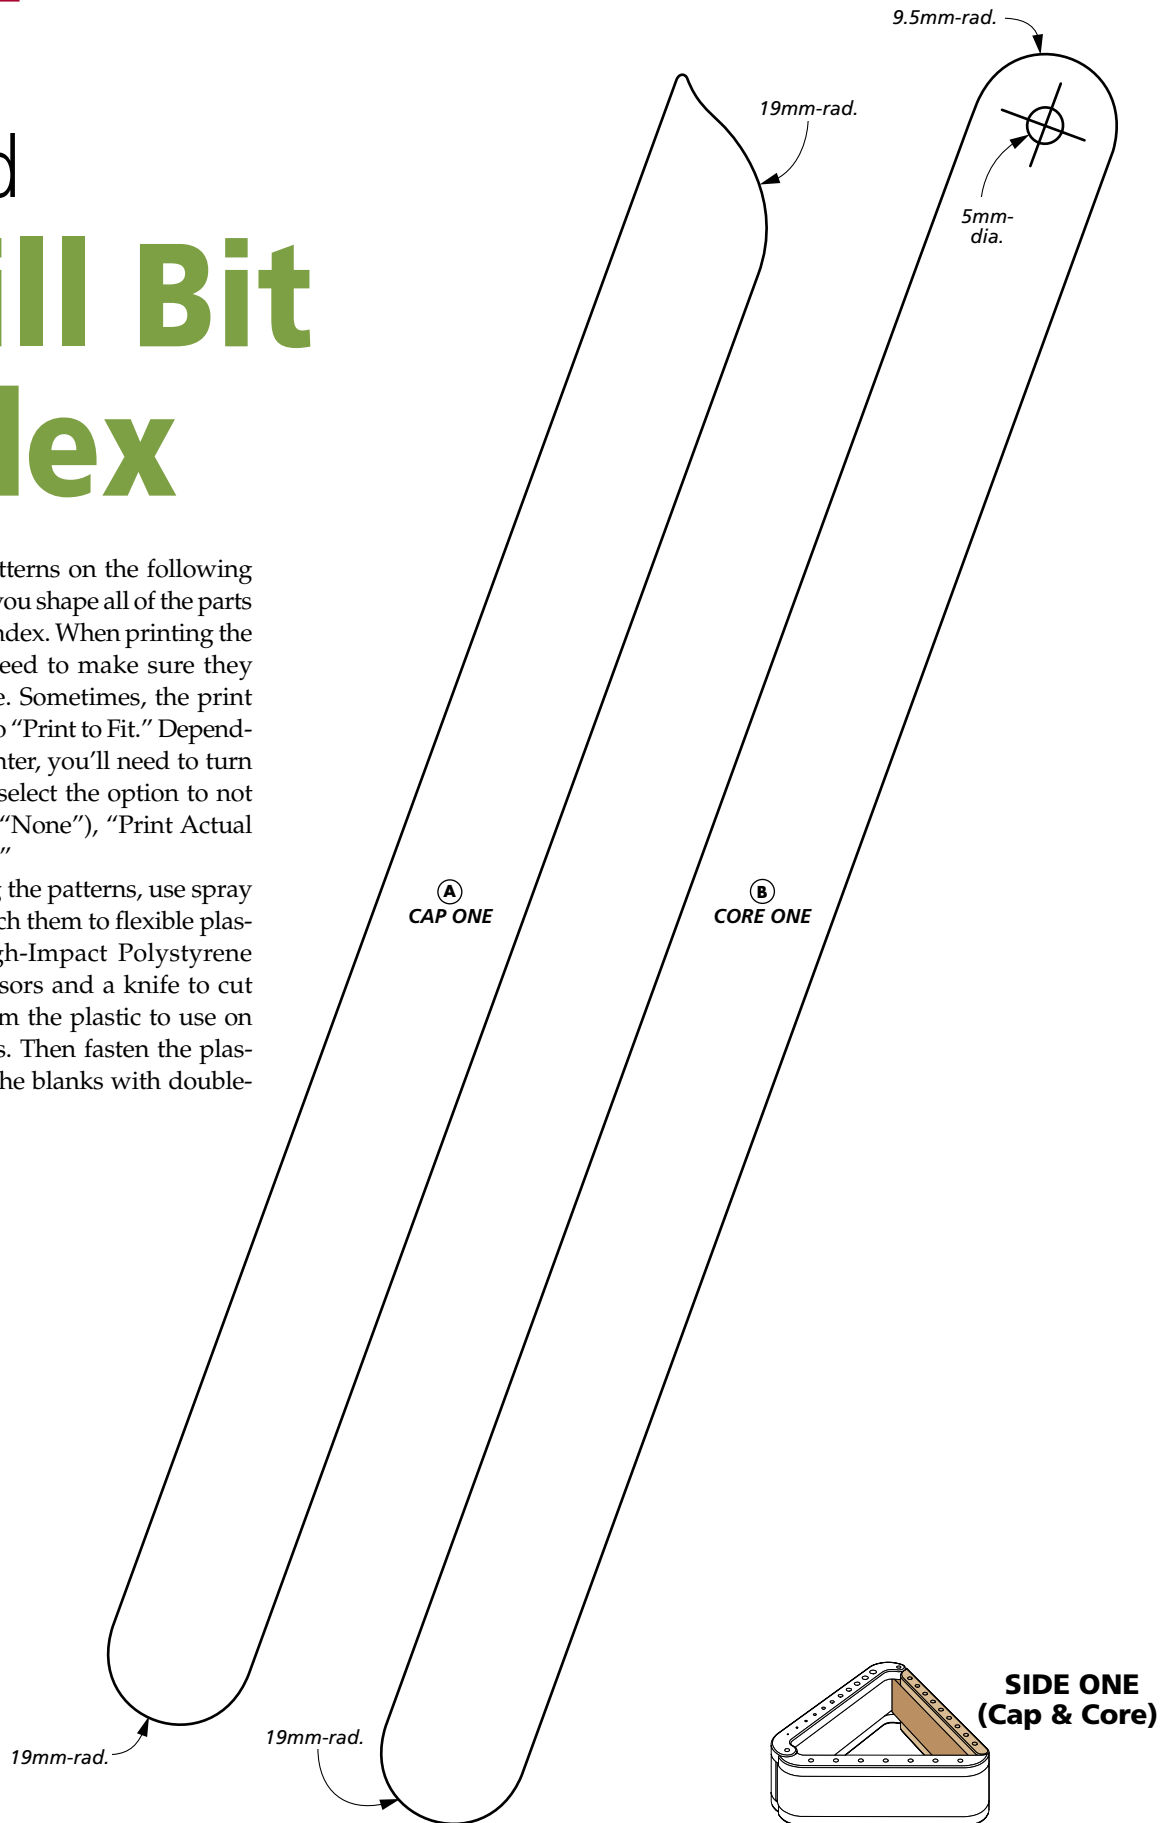 d
ill Bit
dex
tterns on the following
you shape all of the parts
ndex. When printing the
eed to make sure they
e. Sometimes, the print
o “Print to Fit.” Depend-
nter, you’ll need to turn
select the option to not
“None”), “Print Actual
”
g the patterns, use spray
ch them to flexible plas-
gh-Impact Polystyrene
sors and a knife to cut
m the plastic to use on
s. Then fasten the plas-
he blanks with double-
9.5mm-rad.
19mm-rad.
5mm-
dia.
A
CAP ONE
B
CORE ONE
19mm-rad.
19mm-rad.
SIDE ONE
(Cap & Core)